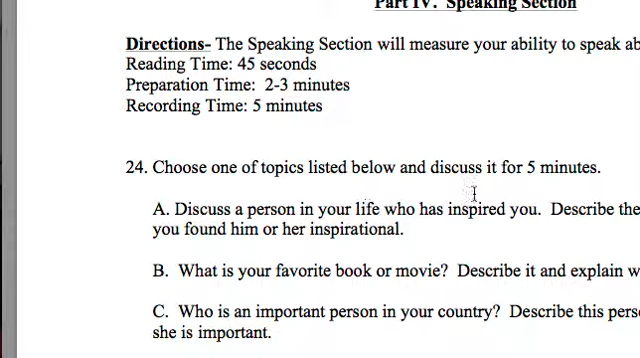 Part IV. Speaking Section
Directions- The Speaking Section will measure your ability to speak
Reading Time: 45 seconds
Preparation Time: 2-3 minutes
Recording Time: 5 minutes
24. Choose one of topics listed below and discuss it for 5 minutes.
A. Discuss a person in your life who has inspired you. Describe the
you found him or her inspirational.
B. What is your favorite book or movie? Describe it and explain
C. Who is an important person in your country? Describe this
she is important.